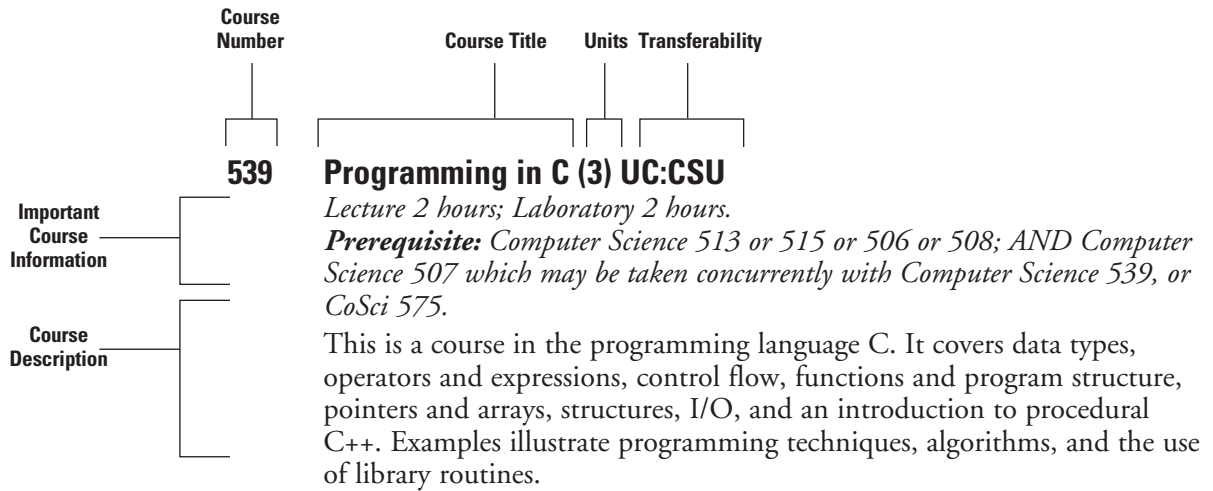 Course
Number
Course Title
Units
Transferability
539
Programming in C (3) UC:CSU
Important
Course
Information
Lecture 2 hours; Laboratory 2 hours.
Prerequisite: Computer Science 513 or 515 or 506 or 508; AND Computer
Science 507 which may be taken concurrently with Computer Science 539, or
CoSci 575.
Course
Description
This is a course in the programming language C. It covers data types,
operators and expressions, control flow, functions and program structure,
pointers and arrays, structures, I/O, and an introduction to procedural
C++. Examples illustrate programming techniques, algorithms, and the use
of library routines.